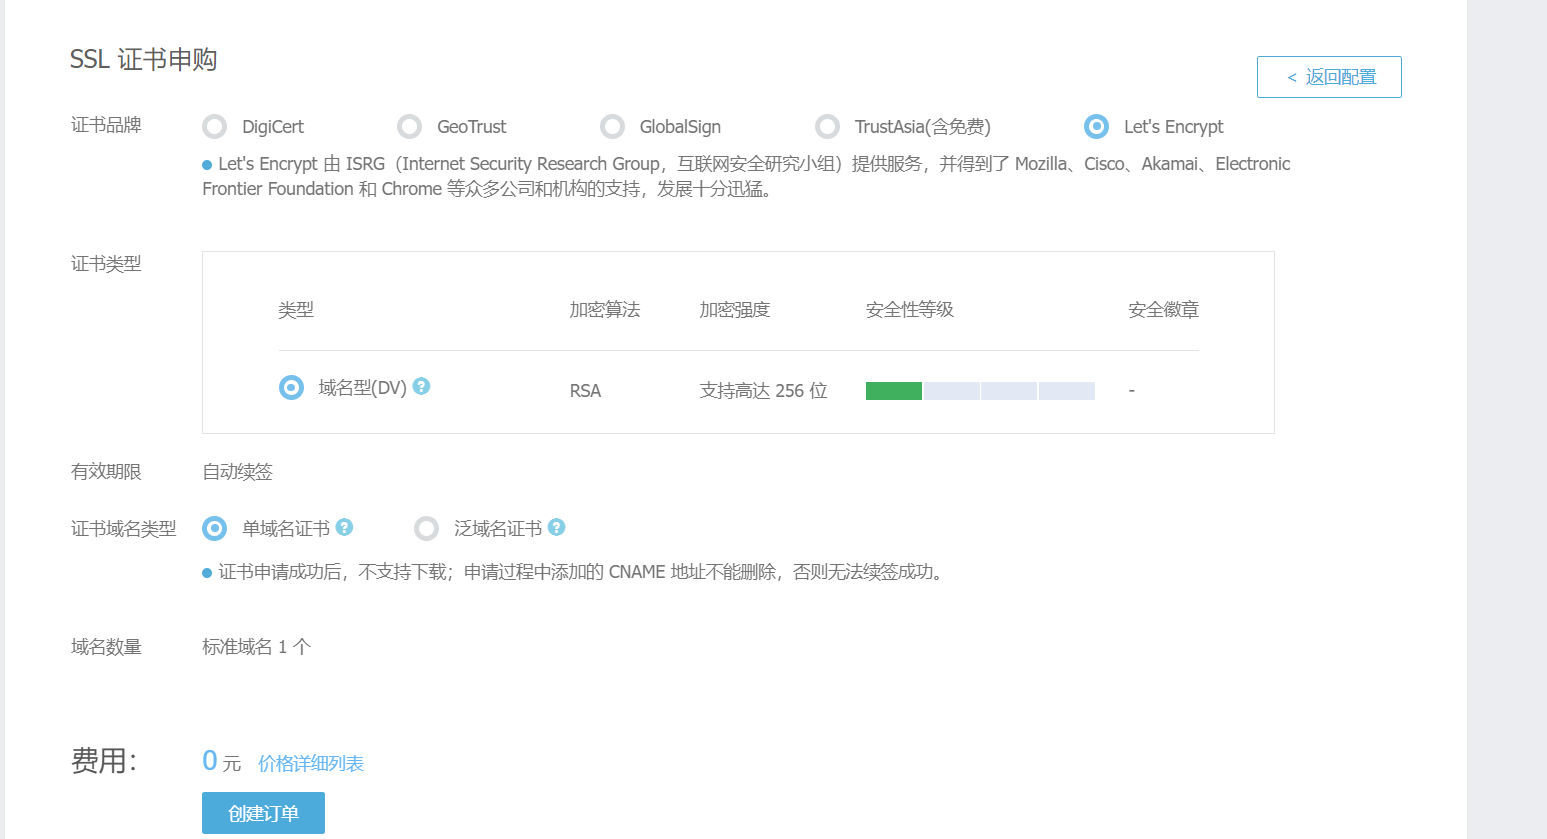 SSL 证书申购
< 返回配置
证书品牌 DigiCert GeoTrust GlobalSign TrustAsia(含免费) Let's Encrypt
Let's Encrypt 由 ISRG（Internet Security Research Group，互联网安全研究小组）提供服务，并得到了 Mozilla、Cisco、Akamai、Electronic
Frontier Foundation 和 Chrome 等众多公司和机构的支持，发展十分迅猛。
证书类型
类型 加密算法 加密强度 安全性等级 安全徽章
域名型(DV) ? RSA 支持高达 256 位 -
有效期限 自动续签
证书域名类型 单域名证书 ? 泛域名证书 ?
证书申请成功后，不支持下载；申请过程中添加的 CNAME 地址不能删除，否则无法续签成功。
域名数量 标准域名 1 个
费用： 0 元 价格详细列表
创建订单